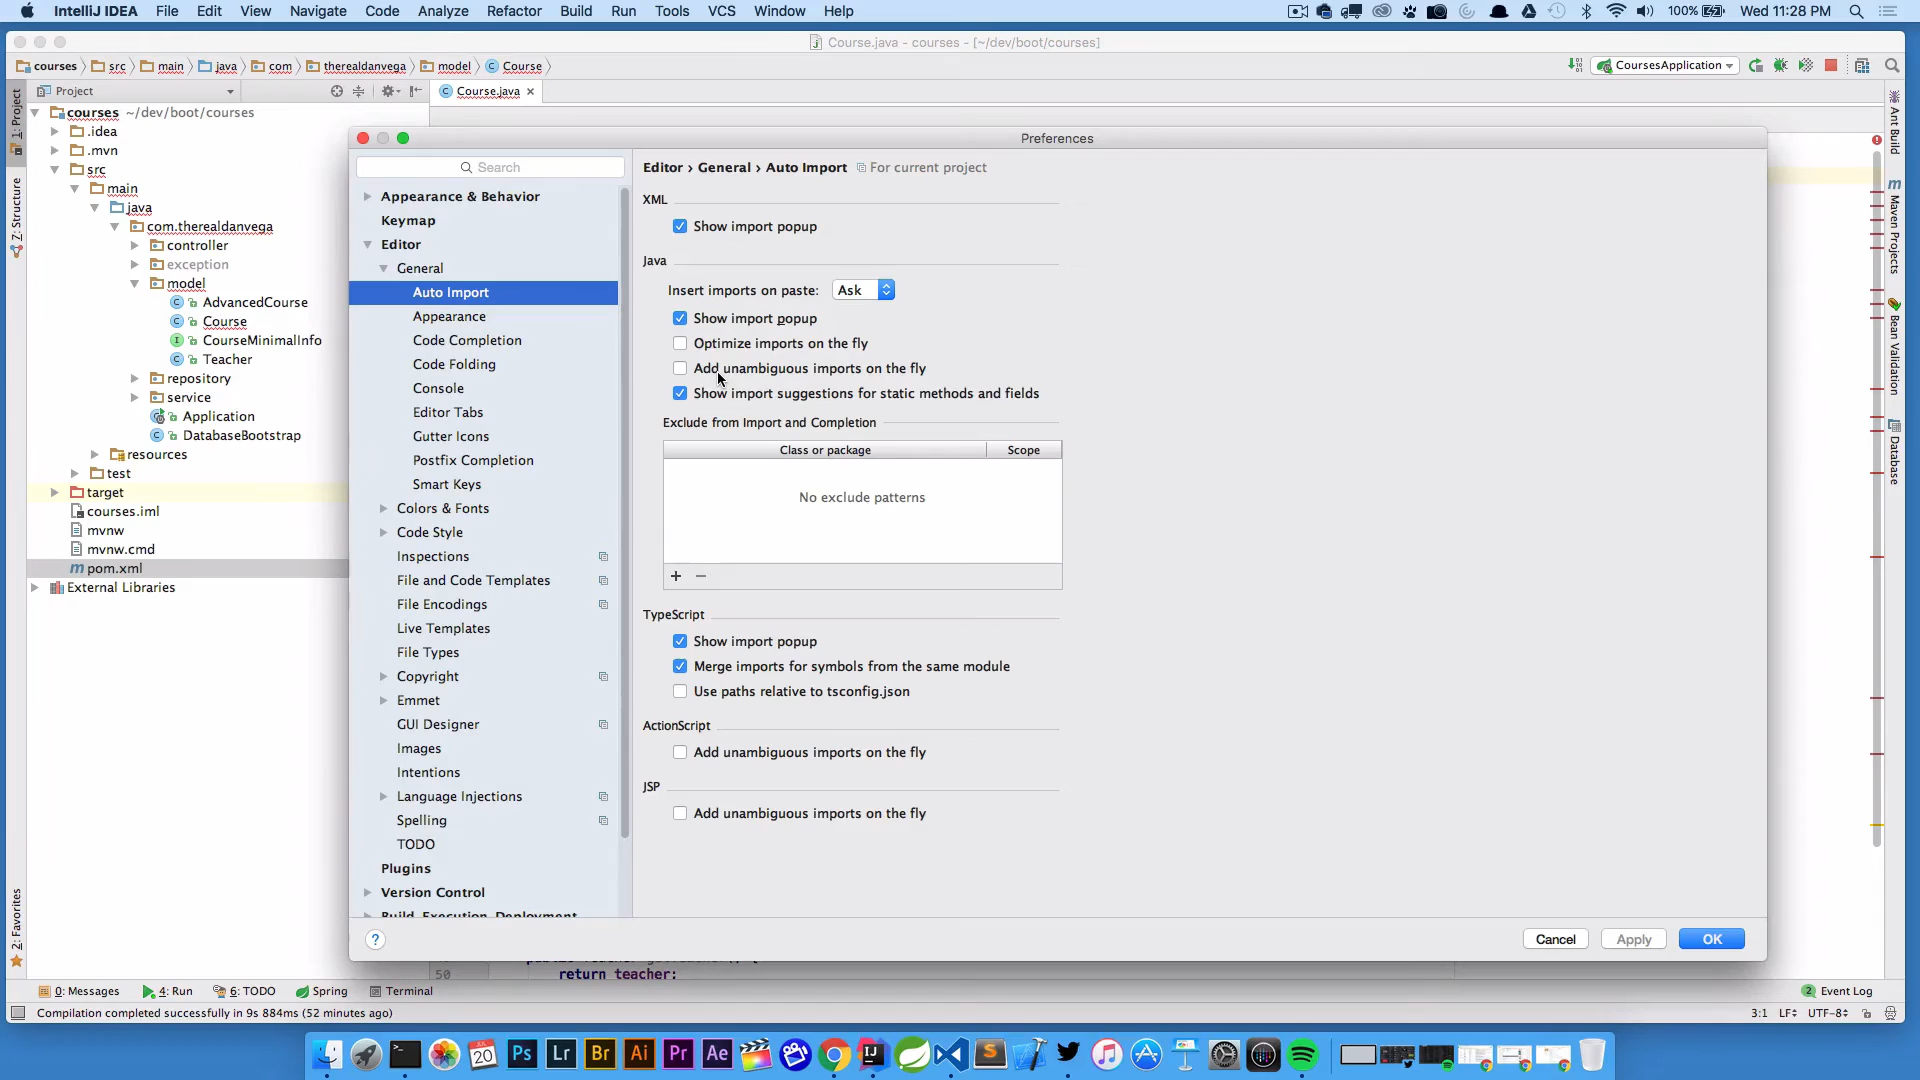 IntelliJ IDEA File Edit View Navigate Code Analyze Refactor Build Run Tools VCS Window Help 100% Wed 11:28 PM
Course.java - courses - [~/dev/boot/courses]
courses src main java com therealdanvega model Course CoursesApplication
Project Course.java
1: Project
Z: Structure
2: Favorites
courses ~/dev/boot/courses
.idea
.mvn
src
main
java
com.therealdanvega
controller
exception
model
AdvancedCourse
Course
CourseMinimalInfo
Teacher
repository
service
Application
DatabaseBootstrap
resources
test
target
courses.iml
mvnw
mvnw.cmd
pom.xml
External Libraries
Preferences
Search
Appearance & Behavior
Keymap
Editor
General
Auto Import
Appearance
Code Completion
Code Folding
Console
Editor Tabs
Gutter Icons
Postfix Completion
Smart Keys
Colors & Fonts
Code Style
Inspections
File and Code Templates
File Encodings
Live Templates
File Types
Copyright
Emmet
GUI Designer
Images
Intentions
Language Injections
Spelling
TODO
Plugins
Version Control
Build, Execution, Deployment
Editor › General › Auto Import For current project
XML
Show import popup
Java
Insert imports on paste: Ask
Show import popup
Optimize imports on the fly
Add unambiguous imports on the fly
Show import suggestions for static methods and fields
Exclude from Import and Completion
Class or package Scope
No exclude patterns
+ −
TypeScript
Show import popup
Merge imports for symbols from the same module
Use paths relative to tsconfig.json
ActionScript
Add unambiguous imports on the fly
JSP
Add unambiguous imports on the fly
? Cancel Apply OK
Ant Build
m Maven Projects
Bean Validation
Database
50 return teacher;
0: Messages 4: Run 6: TODO Spring Terminal 2 Event Log
Compilation completed successfully in 9s 884ms (52 minutes ago) 3:1 LF UTF-8
JUL 20 Ps Lr Br Ai Pr Ae IJ S